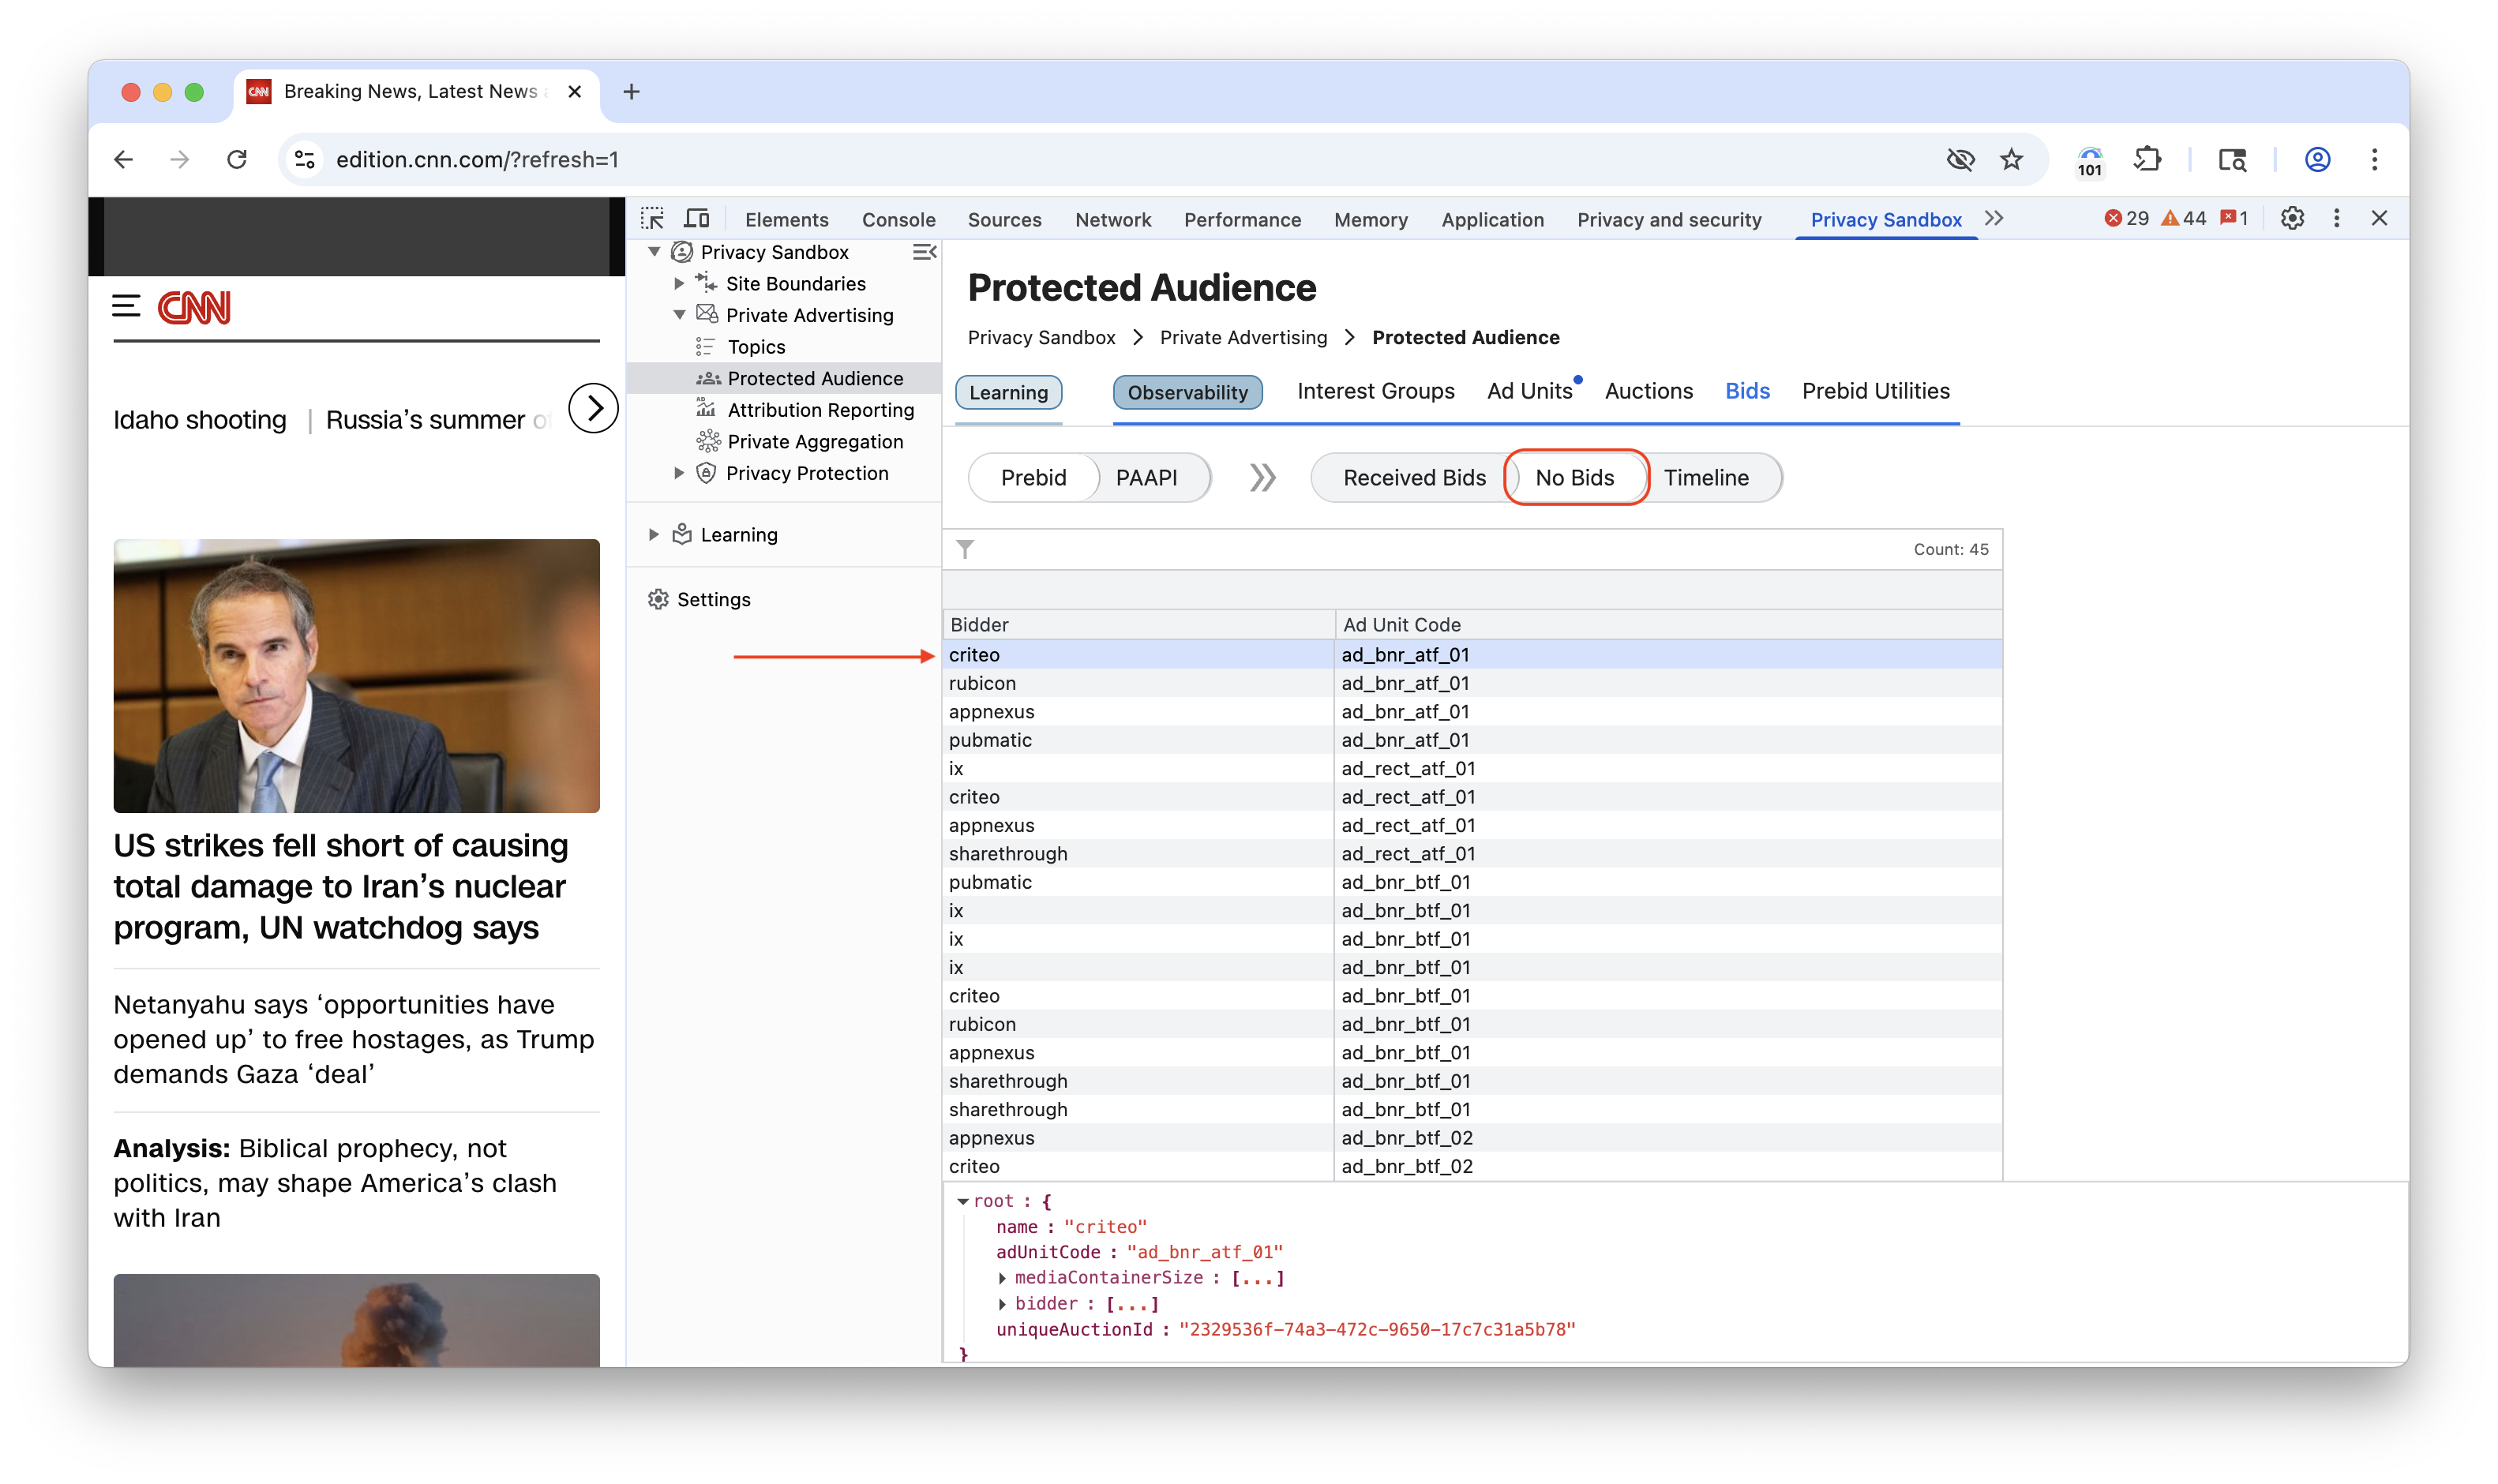 CNN
Breaking News, Latest News
edition.cnn.com/?refresh=1
101
CNN
Idaho shooting | Russia’s summer
US strikes fell short of causing
total damage to Iran’s nuclear
program, UN watchdog says
Netanyahu says ‘opportunities have
opened up’ to free hostages, as Trump
demands Gaza ‘deal’
Analysis: Biblical prophecy, not
politics, may shape America’s clash
with Iran
Elements Console Sources Network Performance Memory Application Privacy and security Privacy Sandbox 29 44 1
Privacy Sandbox
Site Boundaries
Private Advertising
Topics
Protected Audience
Attribution Reporting
Private Aggregation
Privacy Protection
Learning
Settings
Protected Audience
Privacy Sandbox > Private Advertising > Protected Audience
Learning Observability Interest Groups Ad Units Auctions Bids Prebid Utilities
Prebid PAAPI Received Bids No Bids Timeline
Count: 45
Bidder Ad Unit Code
criteo ad_bnr_atf_01
rubicon ad_bnr_atf_01
appnexus ad_bnr_atf_01
pubmatic ad_bnr_atf_01
ix ad_rect_atf_01
criteo ad_rect_atf_01
appnexus ad_rect_atf_01
sharethrough ad_rect_atf_01
pubmatic ad_bnr_btf_01
ix ad_bnr_btf_01
ix ad_bnr_btf_01
ix ad_bnr_btf_01
criteo ad_bnr_btf_01
rubicon ad_bnr_btf_01
appnexus ad_bnr_btf_01
sharethrough ad_bnr_btf_01
sharethrough ad_bnr_btf_01
appnexus ad_bnr_btf_02
criteo ad_bnr_btf_02
root : {
name : "criteo"
adUnitCode : "ad_bnr_atf_01"
mediaContainerSize : [...]
bidder : [...]
uniqueAuctionId : "2329536f-74a3-472c-9650-17c7c31a5b78"
}